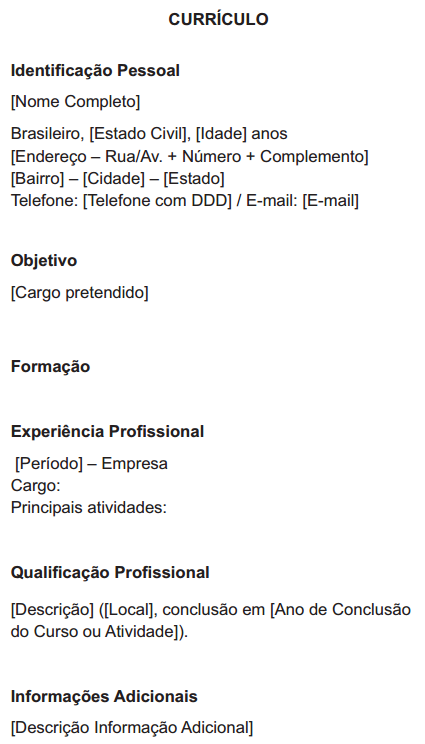 CURRÍCULO
Identificação Pessoal
[Nome Completo]
Brasileiro, [Estado Civil], [Idade] anos
[Endereço – Rua/Av. + Número + Complemento]
[Bairro] – [Cidade] – [Estado]
Telefone: [Telefone com DDD] / E-mail: [E-mail]
Objetivo
[Cargo pretendido]
Formação
Experiência Profissional
[Período] – Empresa
Cargo:
Principais atividades:
Qualificação Profissional
[Descrição] ([Local], conclusão em [Ano de Conclusão
do Curso ou Atividade]).
Informações Adicionais
[Descrição Informação Adicional]